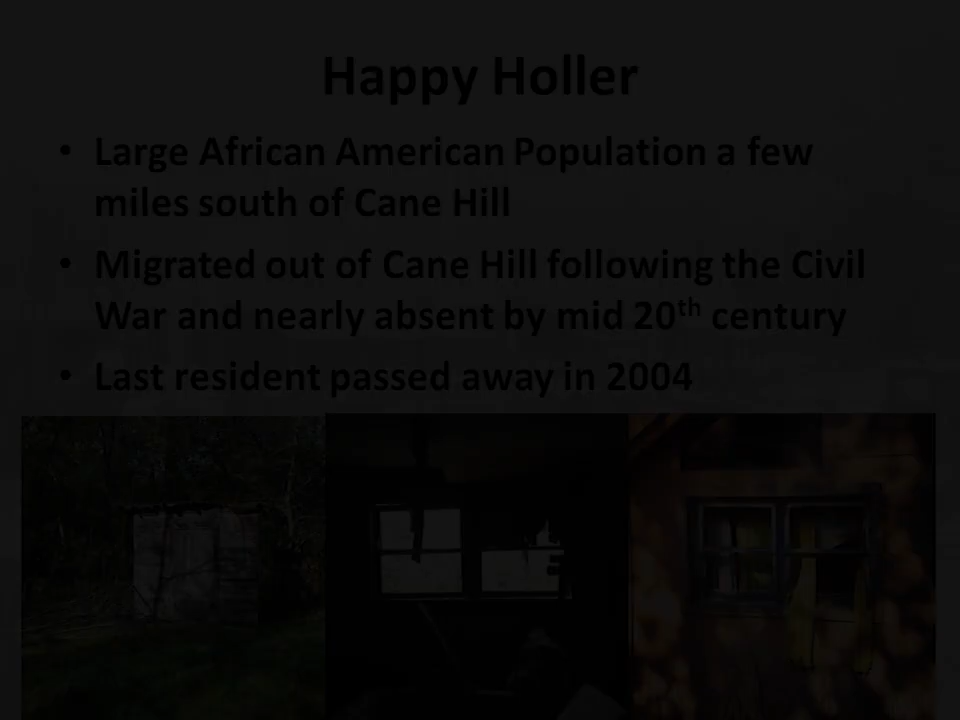 Happy Holler
• Large African American Population a few
miles south of Cane Hill
• Migrated out of Cane Hill following the Civil
War and nearly absent by mid 20th century
• Last resident passed away in 2004